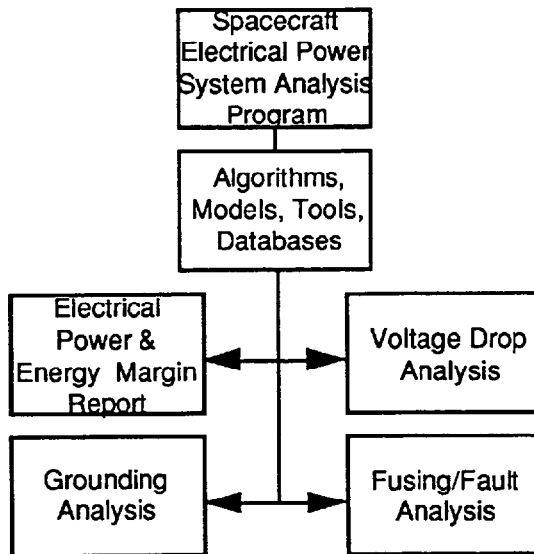 Spacecraft
Electrical Power
System Analysis
Program
Algorithms,
Models, Tools,
Databases
Electrical
Power &
Energy Margin
Report
Voltage Drop
Analysis
Grounding
Analysis
Fusing/Fault
Analysis